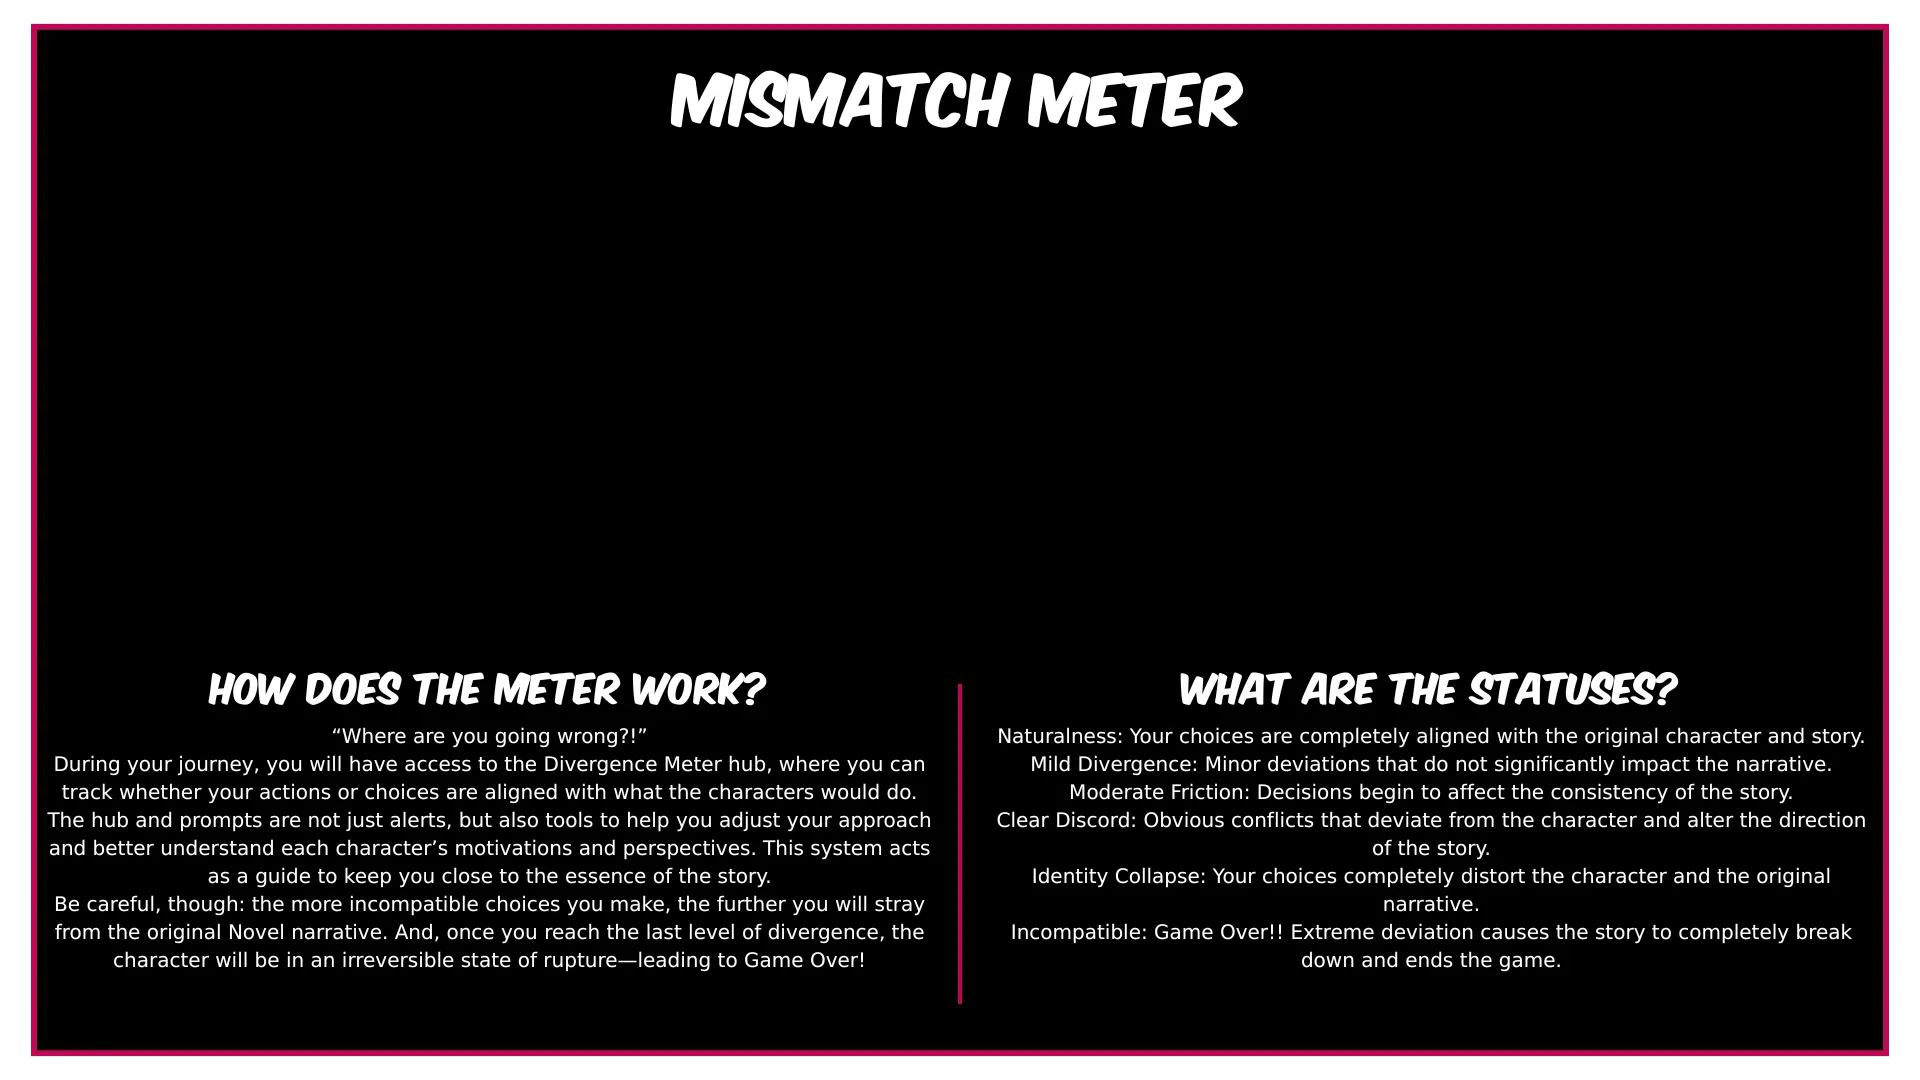 MISMATCH METER
HOW DOES THE METER WORK?
“Where are you going wrong?!”
During your journey, you will have access to the Divergence Meter hub, where you can
track whether your actions or choices are aligned with what the characters would do.
The hub and prompts are not just alerts, but also tools to help you adjust your approach
and better understand each character’s motivations and perspectives. This system acts
as a guide to keep you close to the essence of the story.
Be careful, though: the more incompatible choices you make, the further you will stray
from the original Novel narrative. And, once you reach the last level of divergence, the
character will be in an irreversible state of rupture—leading to Game Over!
WHAT ARE THE STATUSES?
Naturalness: Your choices are completely aligned with the original character and story.
Mild Divergence: Minor deviations that do not significantly impact the narrative.
Moderate Friction: Decisions begin to affect the consistency of the story.
Clear Discord: Obvious conflicts that deviate from the character and alter the direction
of the story.
Identity Collapse: Your choices completely distort the character and the original
narrative.
Incompatible: Game Over!! Extreme deviation causes the story to completely break
down and ends the game.